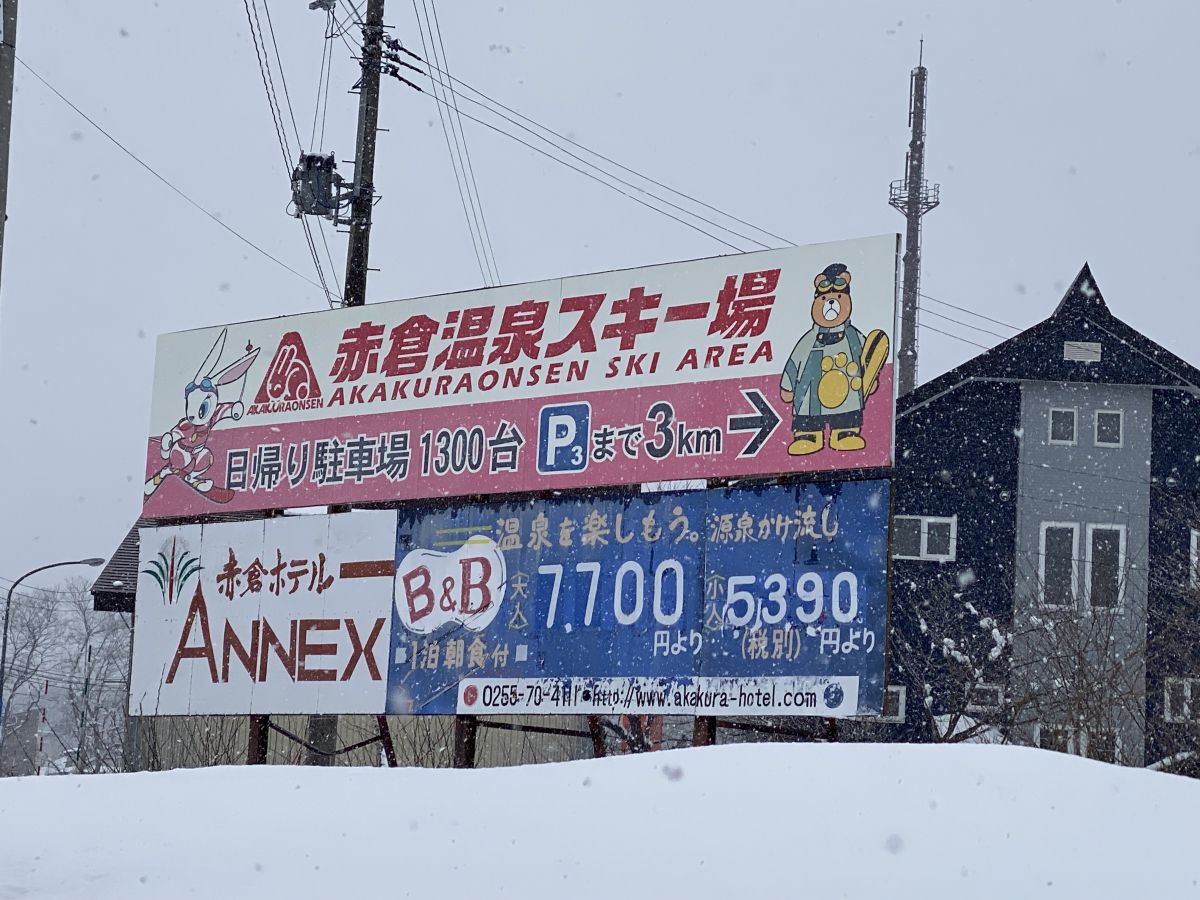 赤倉温泉スキー場
AKAKURAONSEN
AKAKURAONSEN SKI AREA
日帰り駐車場 1300台 P3 まで 3km →
赤倉ホテル
ANNEX
温泉を楽しもう。源泉かけ流し
B&B
大人 7,700 円より
小人 5,390 (税別) 円より
1泊朝食付
0255-70-4111 http://www.akakura-hotel.com